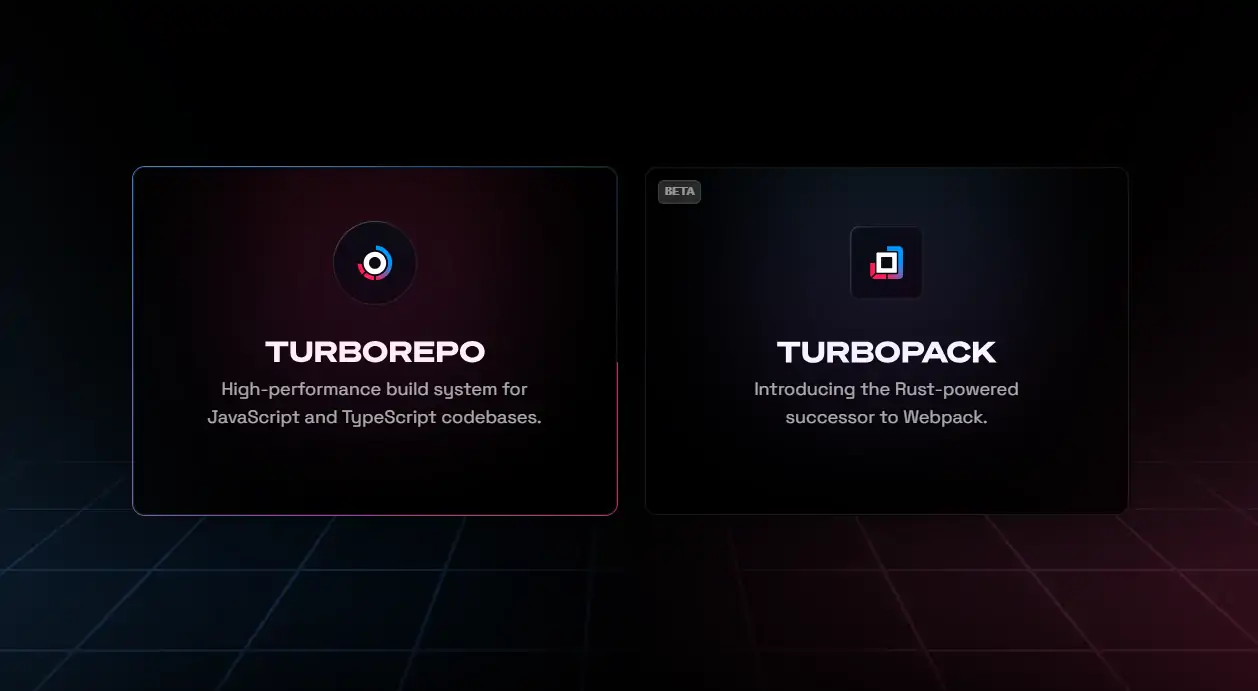 TURBOREPO
High-performance build system for
JavaScript and TypeScript codebases.
BETA
TURBOPACK
Introducing the Rust-powered
successor to Webpack.